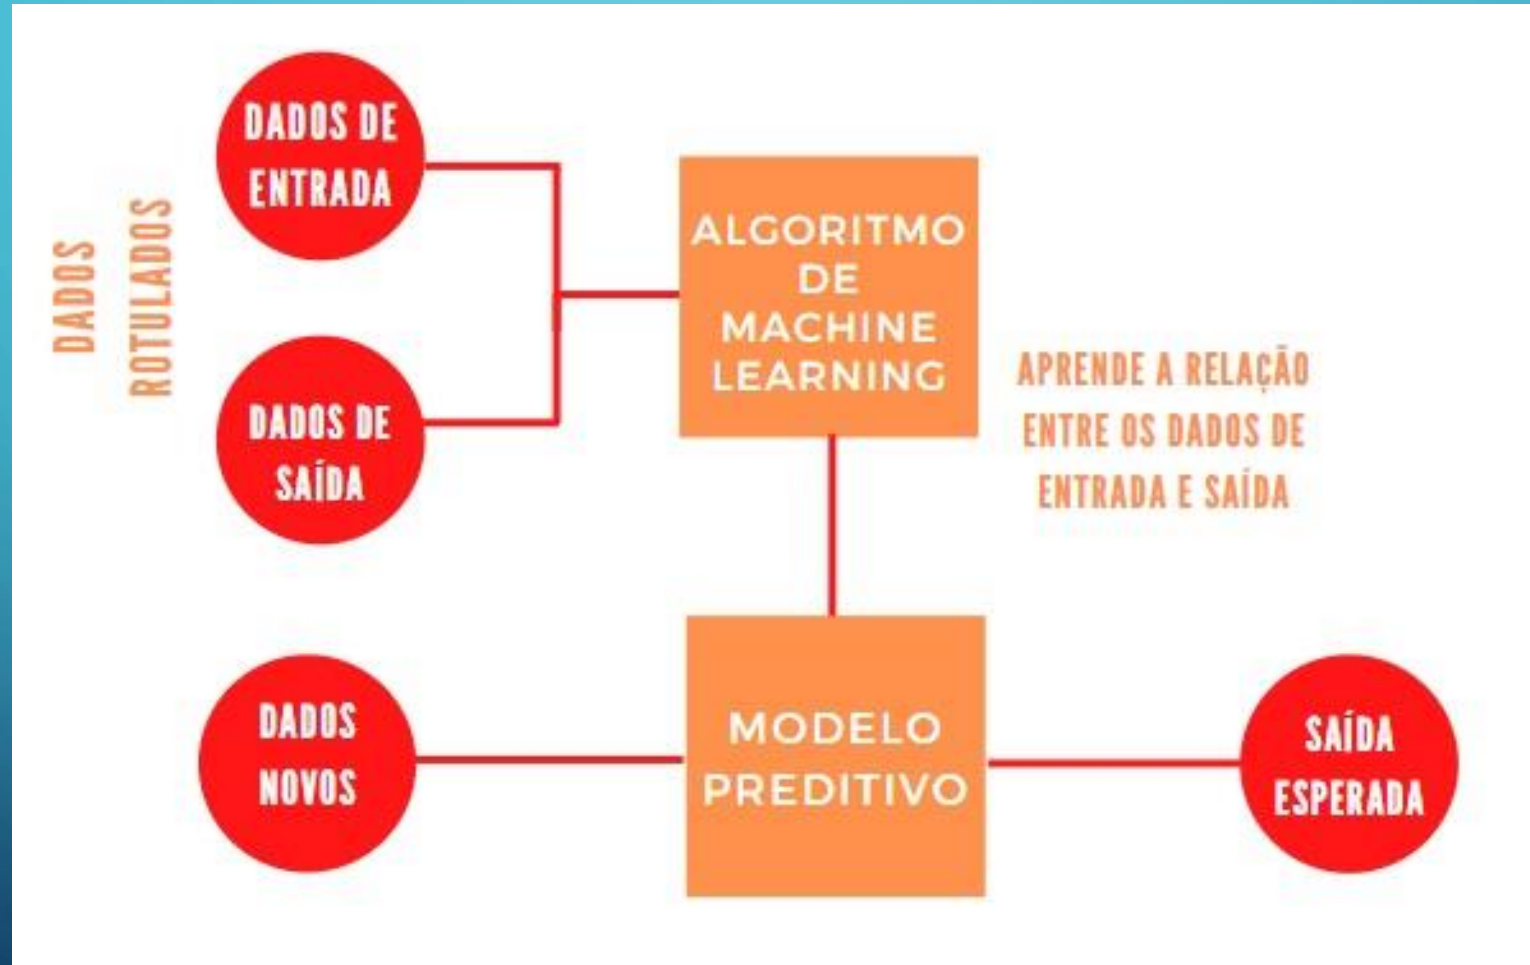 DADOS
ROTULADOS
DADOS DE
ENTRADA
DADOS DE
SAÍDA
ALGORITMO
DE
MACHINE
LEARNING
APRENDE A RELAÇÃO
ENTRE OS DADOS DE
ENTRADA E SAÍDA
DADOS
NOVOS
MODELO
PREDITIVO
SAÍDA
ESPERADA